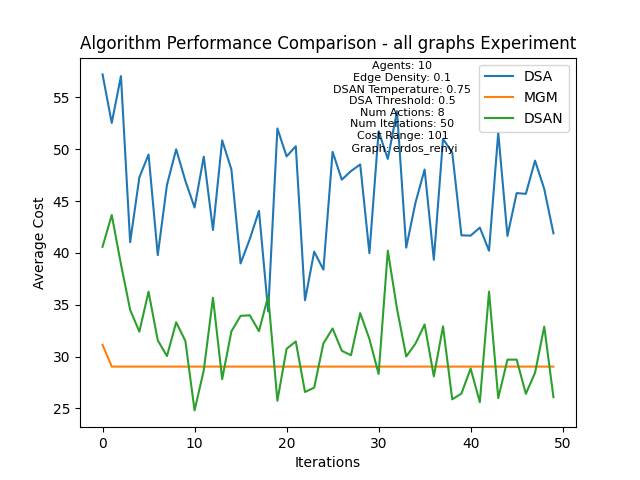 Algorithm Performance Comparison - all graphs Experiment
Agents: 10
Edge Density: 0.1
DSAN Temperature: 0.75
DSA Threshold: 0.5
Num Actions: 8
Num Iterations: 50
Cost Range: 101
Graph: erdos_renyi
DSA
MGM
DSAN
Average Cost
55
50
45
40
35
30
25
0
10
20
30
40
50
Iterations